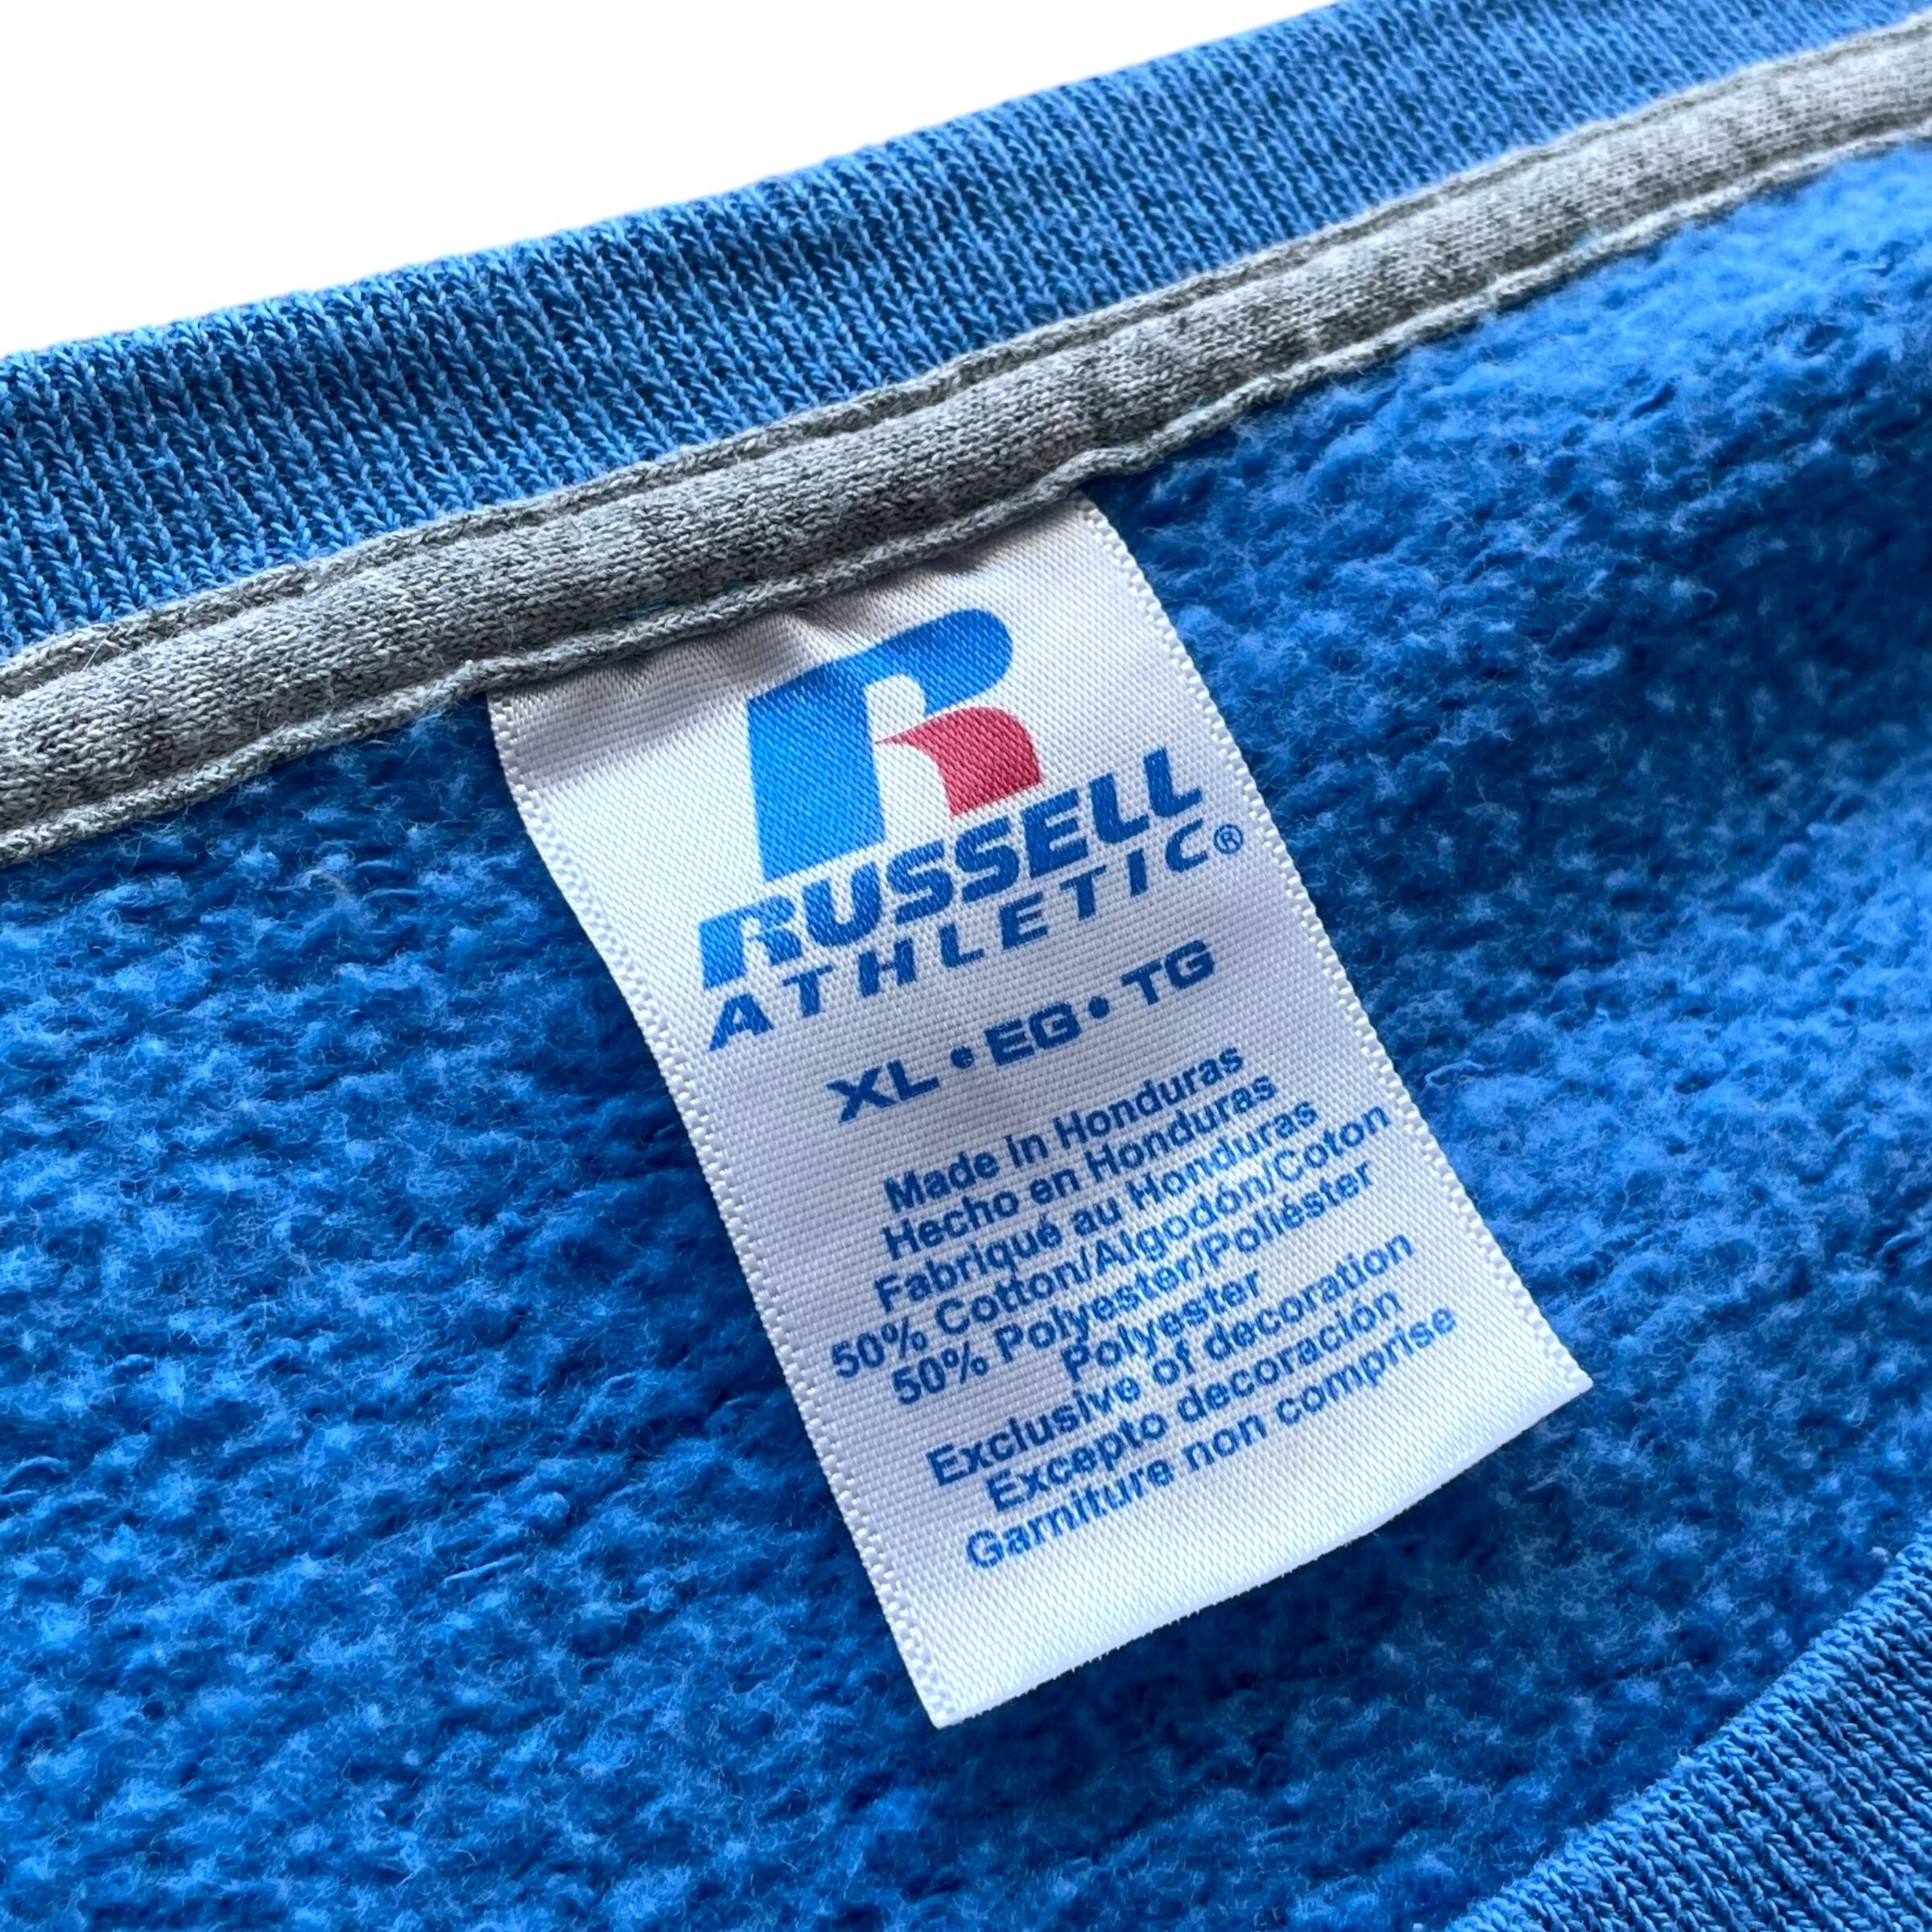 R
RUSSELL
ATHLETIC®
XL • EG • TG
Made in Honduras
Hecho en Honduras
Fabriqué au Honduras
50% Cotton/Algodón/Coton
50% Polyester/Poliéster
Polyester
Exclusive of decoration
Excepto decoración
Garniture non comprise